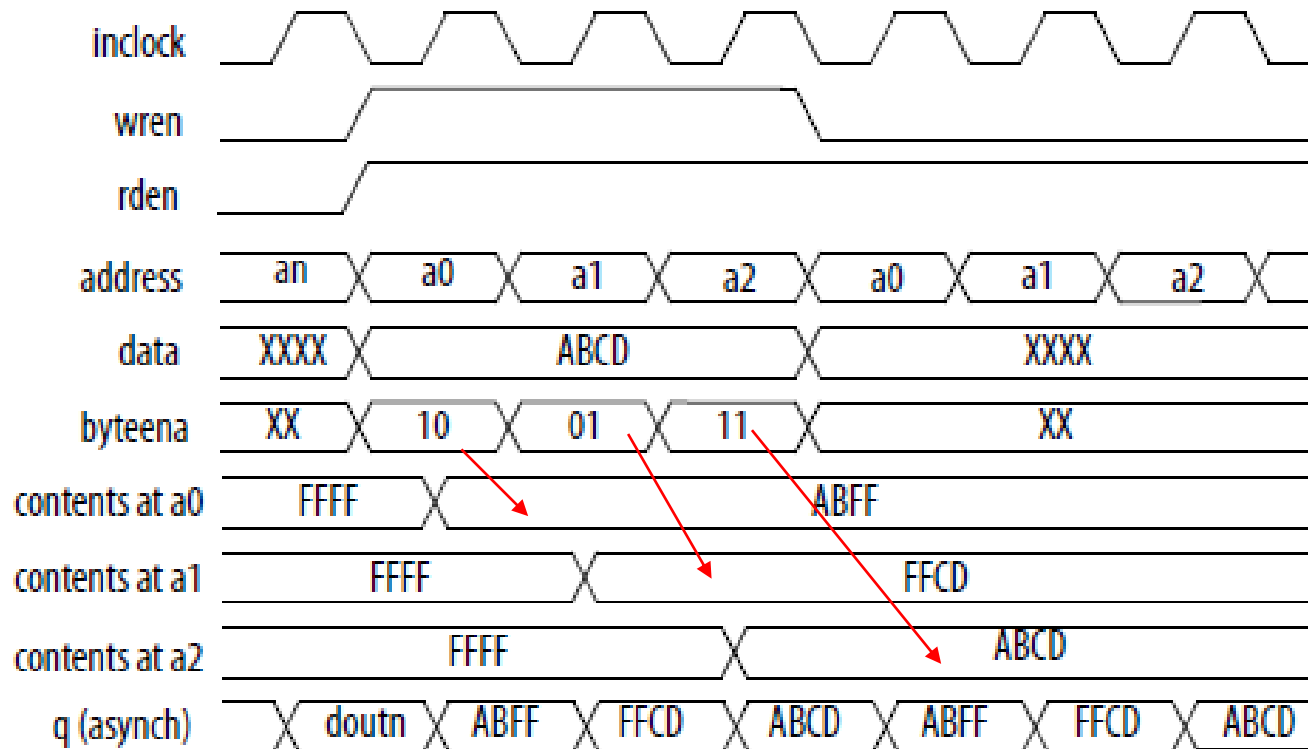 inclock
wren
rden
address an a0 a1 a2 a0 a1 a2
data XXXX ABCD XXXX
byteena XX 10 01 11 XX
contents at a0 FFFF ABFF
contents at a1 FFFF FFCD
contents at a2 FFFF ABCD
q (asynch) doutn ABFF FFCD ABCD ABFF FFCD ABCD